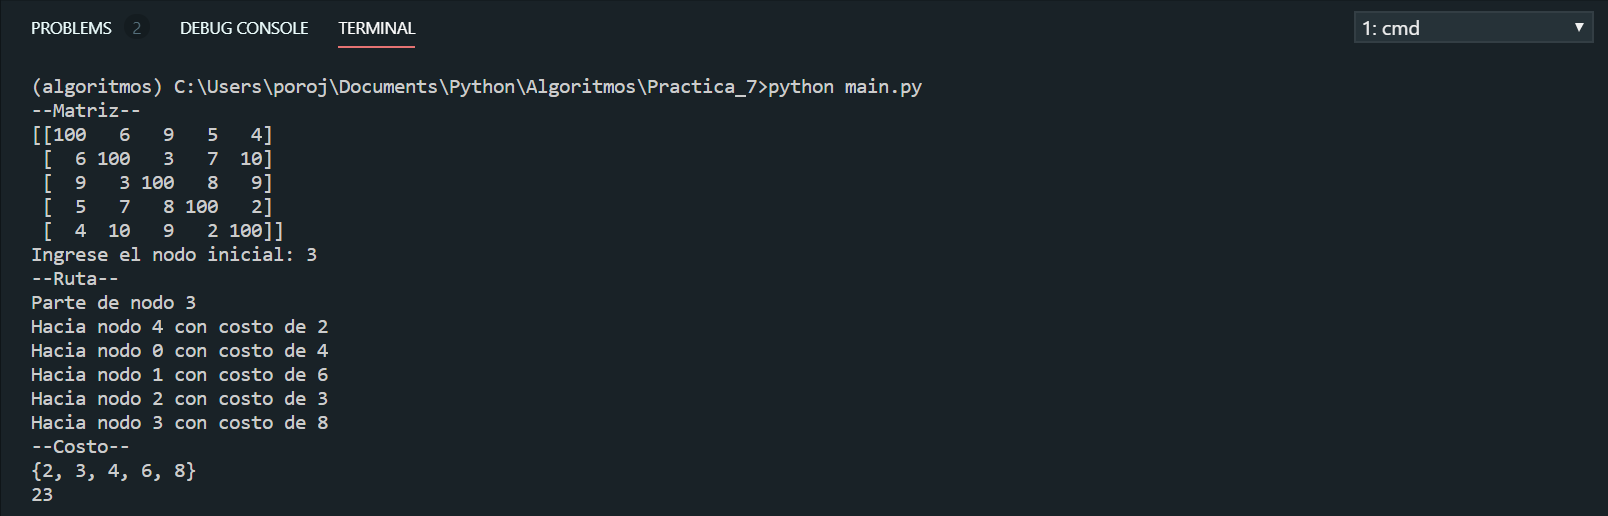 PROBLEMS 2 DEBUG CONSOLE TERMINAL 1: cmd
(algoritmos) C:\Users\poroj\Documents\Python\Algoritmos\Practica_7>python main.py
--Matriz--
[[100   6   9   5   4]
 [  6 100   3   7  10]
 [  9   3 100   8   9]
 [  5   7   8 100   2]
 [  4  10   9   2 100]]
Ingrese el nodo inicial: 3
--Ruta--
Parte de nodo 3
Hacia nodo 4 con costo de 2
Hacia nodo 0 con costo de 4
Hacia nodo 1 con costo de 6
Hacia nodo 2 con costo de 3
Hacia nodo 3 con costo de 8
--Costo--
{2, 3, 4, 6, 8}
23